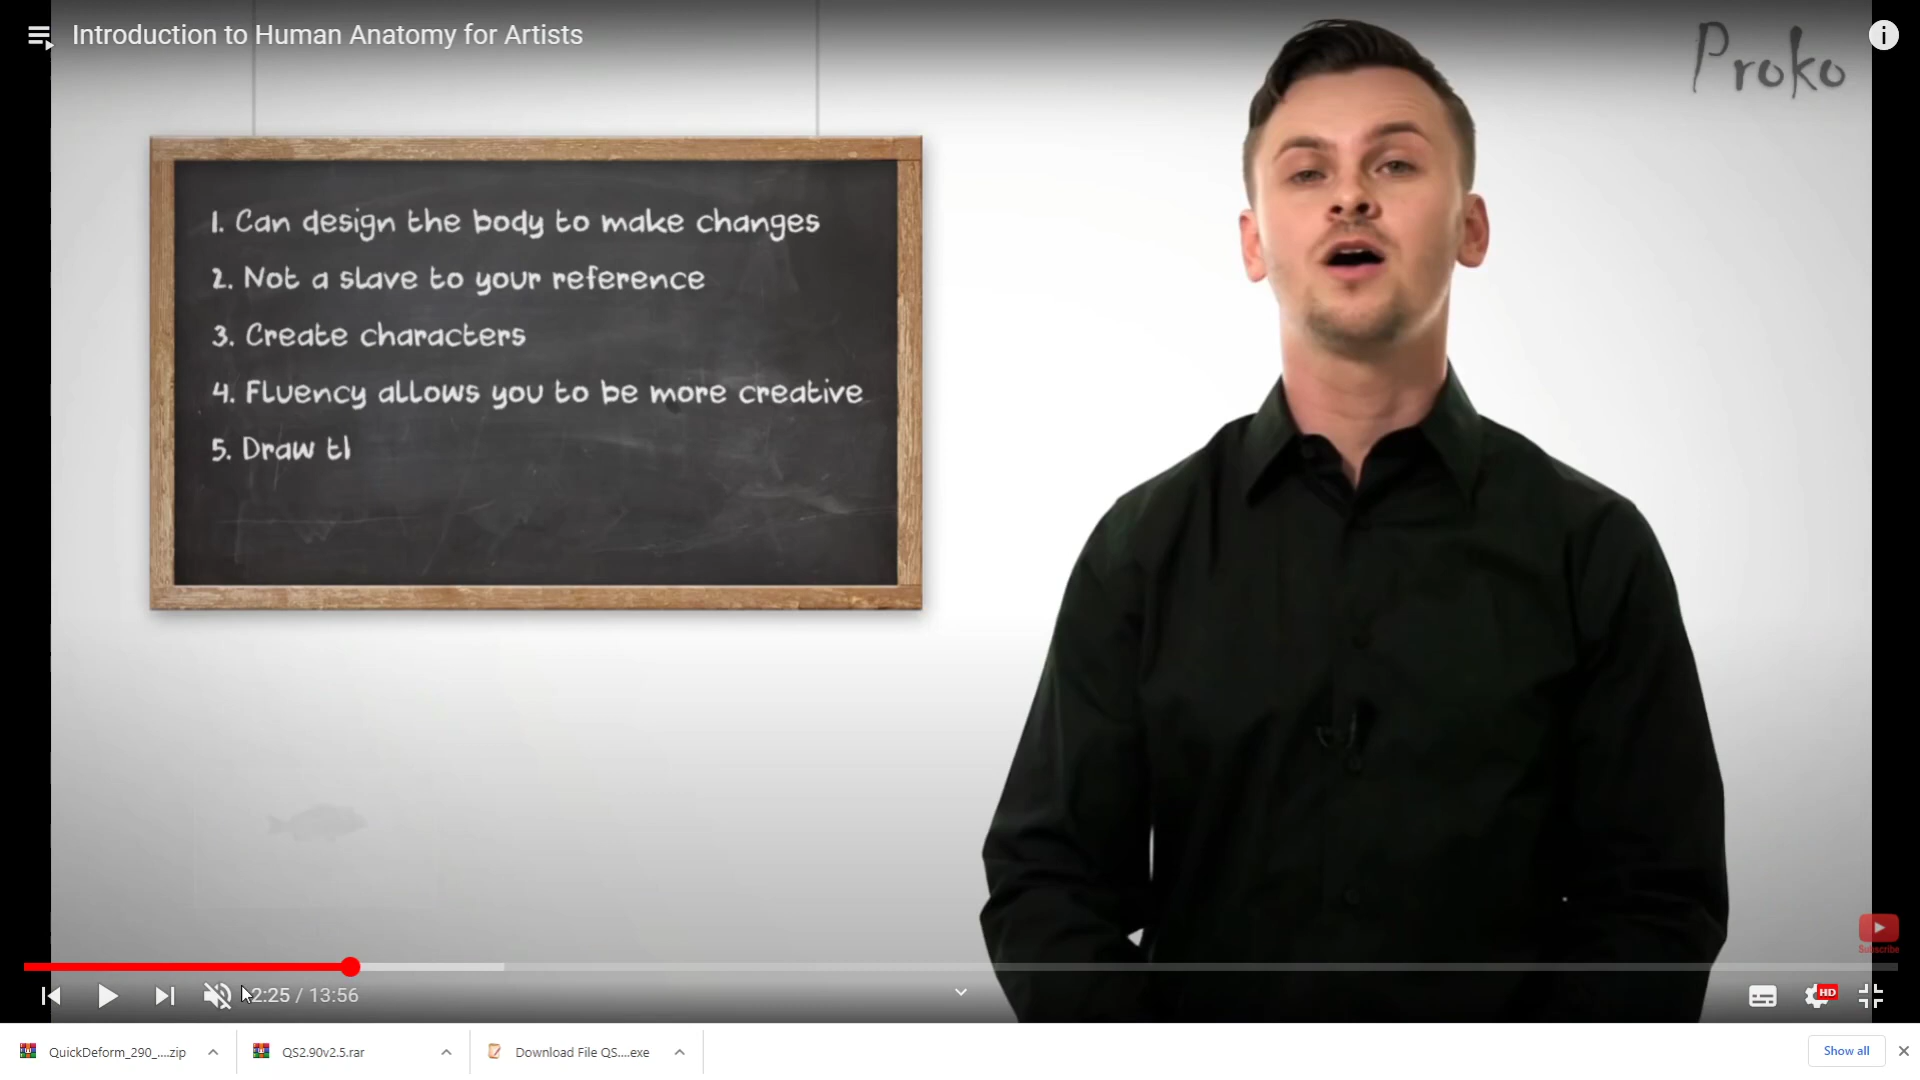 Introduction to Human Anatomy for Artists
Proko
1. Can design the body to make changes
2. Not a slave to your reference
3. Create characters
4. Fluency allows you to be more creative
5. Draw tl
Subscribe
2:25 / 13:56
HD
QuickDeform_290_....zip
QS2.90v2.5.rar
Download File QS....exe
Show all